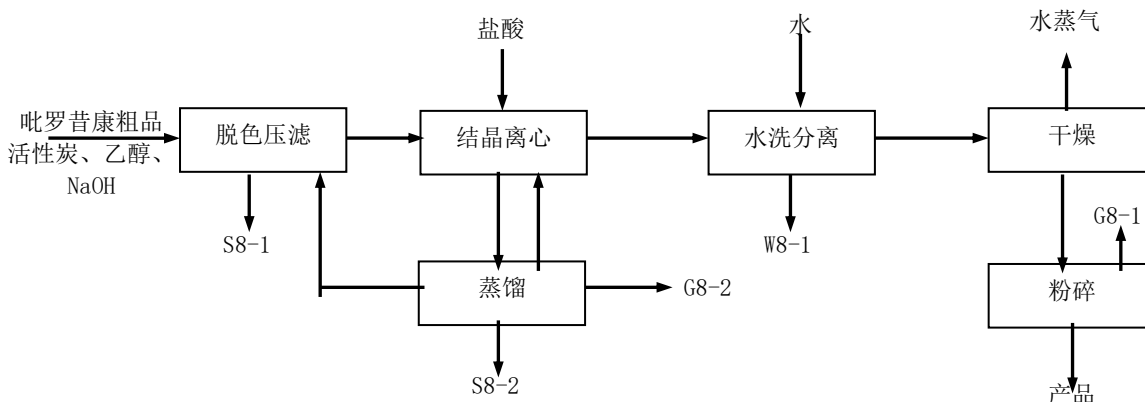 盐酸
水
水蒸气
吡罗昔康粗品
活性炭、乙醇、
NaOH
脱色压滤
结晶离心
水洗分离
干燥
S8-1
W8-1
G8-1
蒸馏
G8-2
粉碎
S8-2
产品